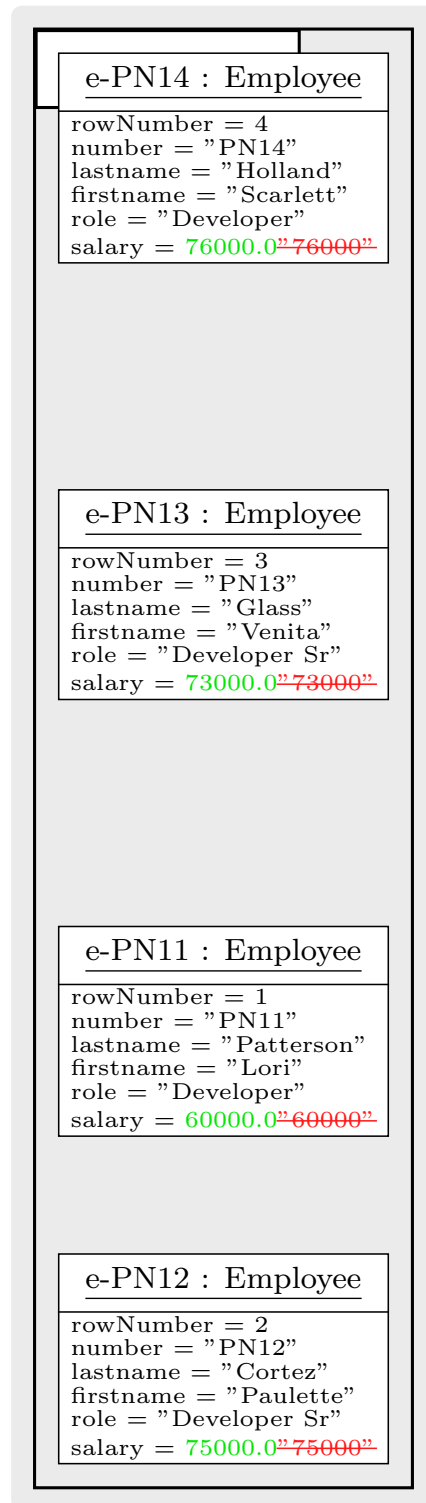 e-PN14 : Employee
rowNumber = 4
number = ”PN14”
lastname = ”Holland”
firstname = ”Scarlett”
role = ”Developer”
salary = 76000.0”76000”
e-PN13 : Employee
rowNumber = 3
number = ”PN13”
lastname = ”Glass”
firstname = ”Venita”
role = ”Developer Sr”
salary = 73000.0”73000”
e-PN11 : Employee
rowNumber = 1
number = ”PN11”
lastname = ”Patterson”
firstname = ”Lori”
role = ”Developer”
salary = 60000.0”60000”
e-PN12 : Employee
rowNumber = 2
number = ”PN12”
lastname = ”Cortez”
firstname = ”Paulette”
role = ”Developer Sr”
salary = 75000.0”75000”